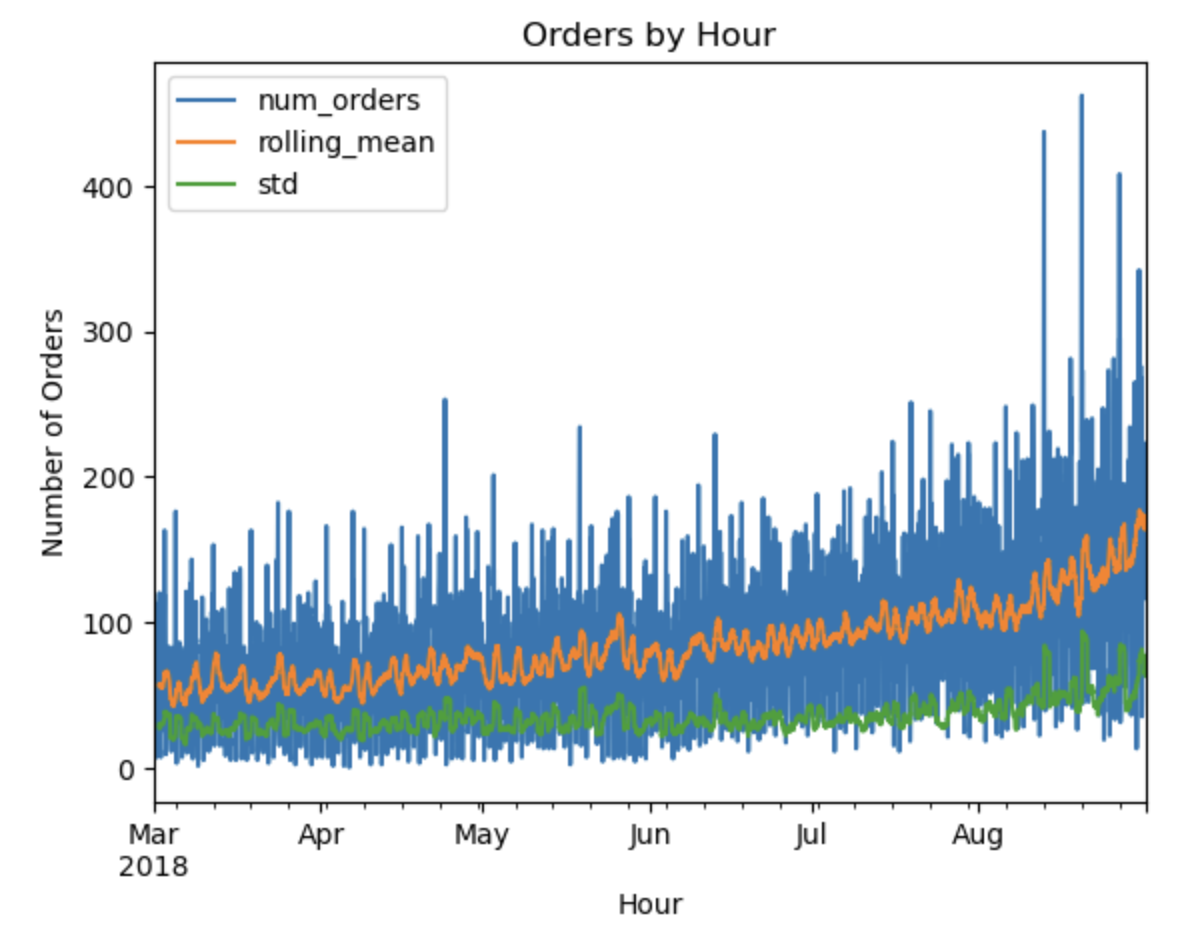 Orders by Hour
num_orders
rolling_mean
std
Number of Orders
400
300
200
100
0
Mar Apr May Jun Jul Aug
2018
Hour